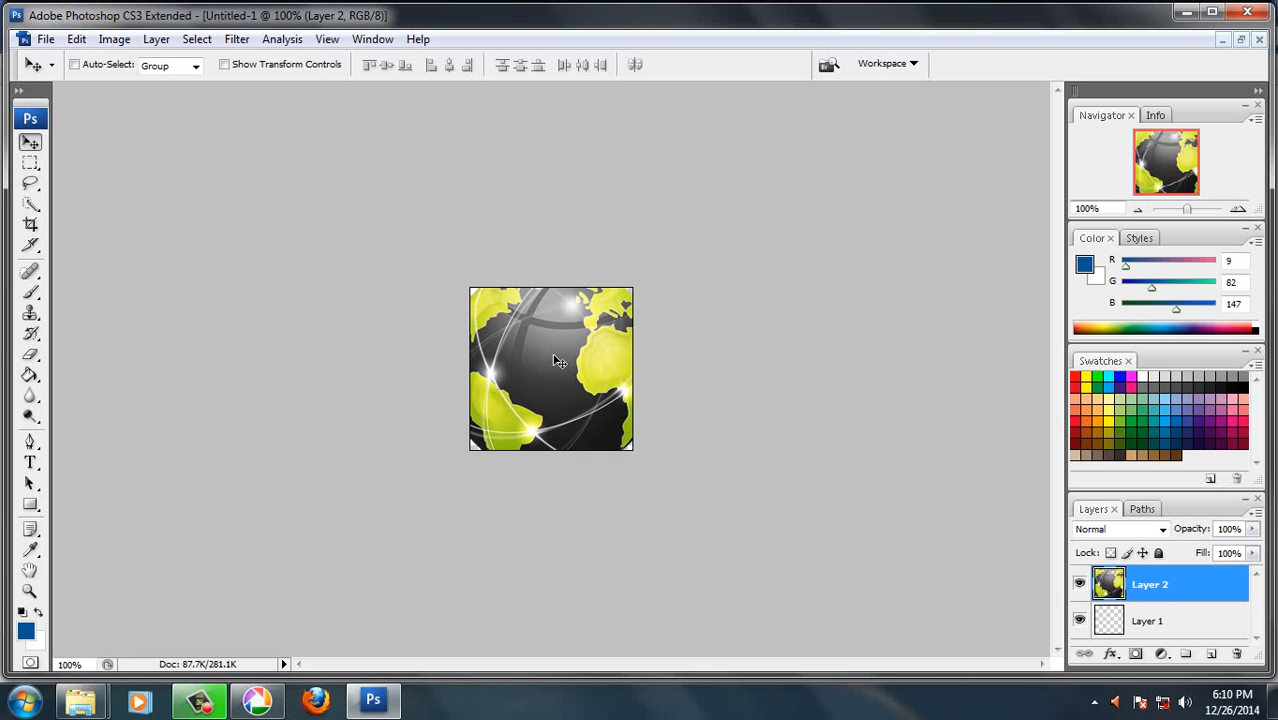 Adobe Photoshop CS3 Extended - [Untitled-1 @ 100% (Layer 2, RGB/8)]
File Edit Image Layer Select Filter Analysis View Window Help
Auto-Select: Group Show Transform Controls Workspace
Ps
Navigator Info
100%
Color Styles
R 9
G 82
B 147
Swatches
Layers Paths
Normal Opacity: 100%
Lock: Fill: 100%
Layer 2
Layer 1
100% Doc: 87.7K/281.1K
Ps
6:10 PM
12/26/2014